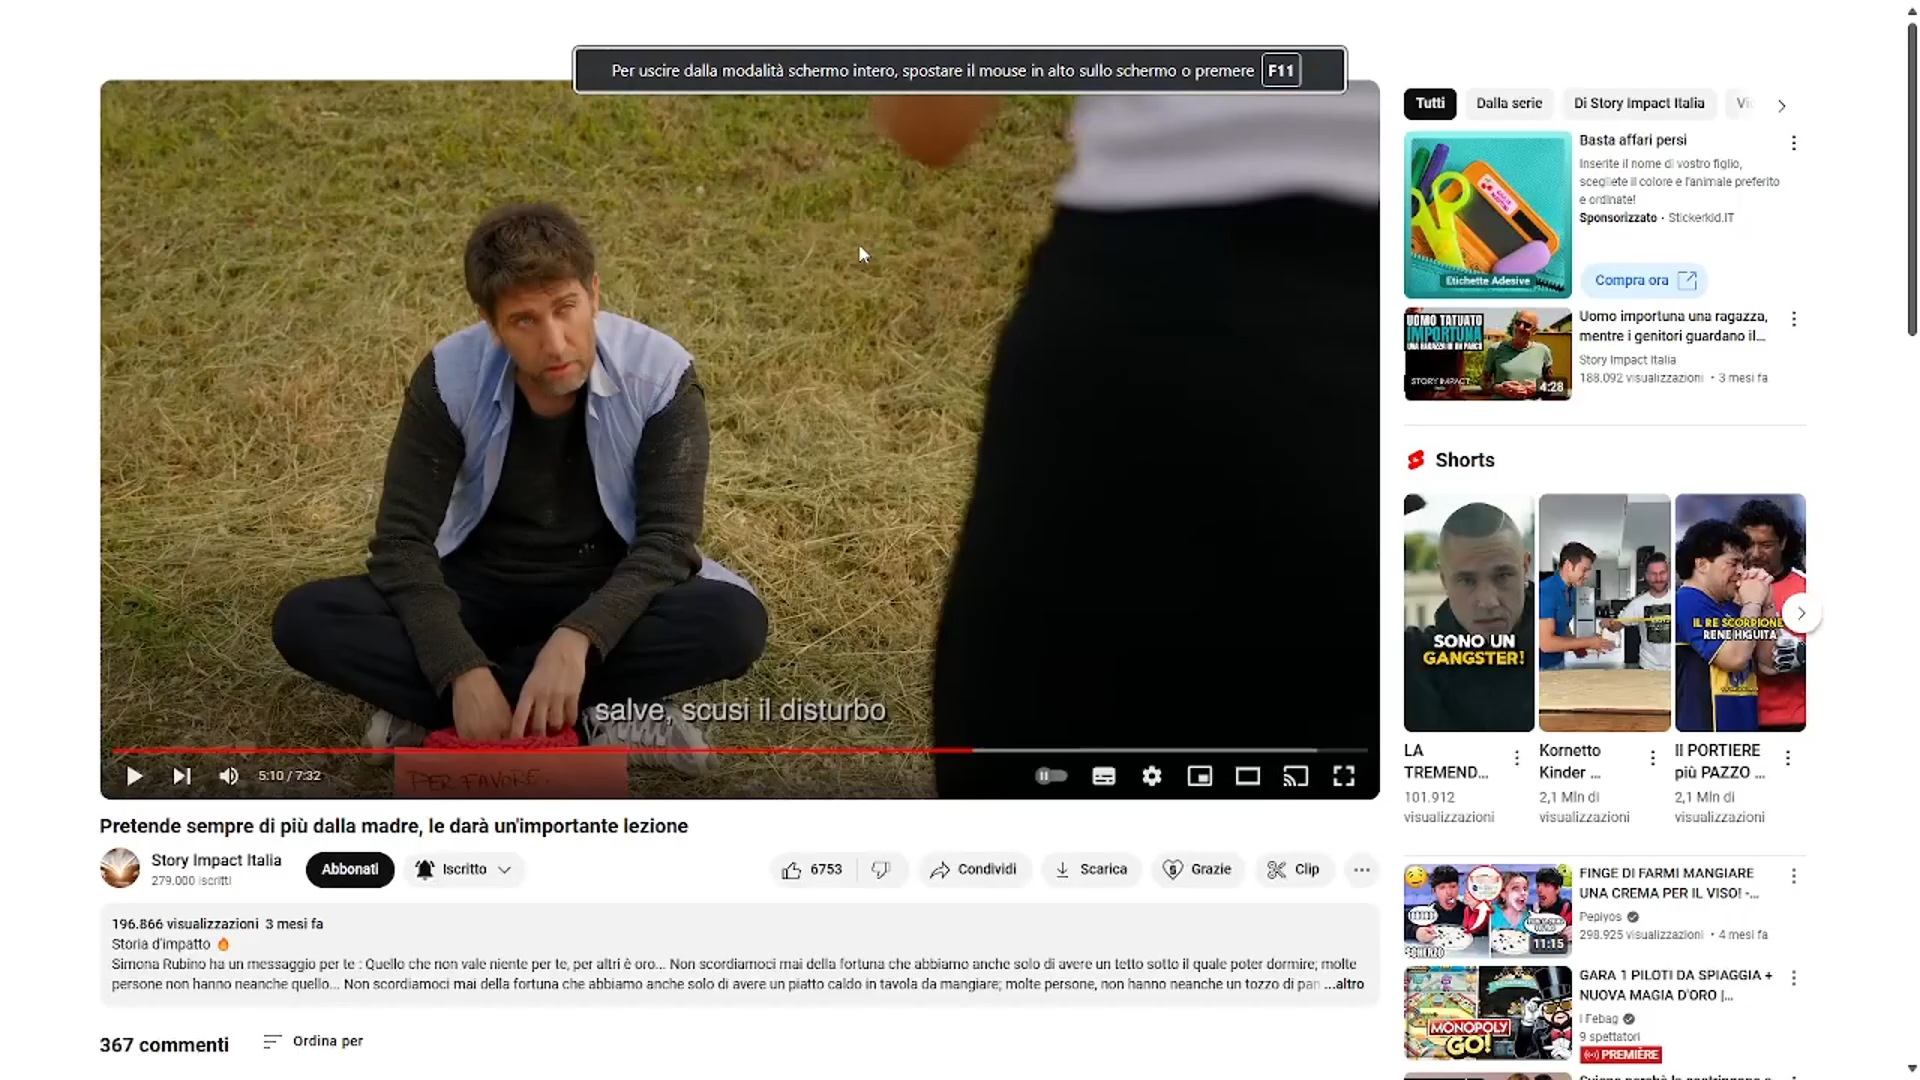 Per uscire dalla modalità schermo intero, spostare il mouse in alto sullo schermo o premere F11
salve, scusi il disturbo
PER FAVORE.
5:10 / 7:32
Pretende sempre di più dalla madre, le darà un'importante lezione
Story Impact Italia
279.000 iscritti
Abbonati
Iscritto
6753
Condividi
Scarica
Grazie
Clip
196.866 visualizzazioni 3 mesi fa
Storia d'impatto 🔥
Simona Rubino ha un messaggio per te : Quello che non vale niente per te, per altri è oro... Non scordiamoci mai della fortuna che abbiamo anche solo di avere un tetto sotto il quale poter dormire; molte
persone non hanno neanche quello... Non scordiamoci mai della fortuna che abbiamo anche solo di avere un piatto caldo in tavola da mangiare; molte persone, non hanno neanche un tozzo di pan ...altro
367 commenti
Ordina per
Tutti
Dalla serie
Di Story Impact Italia
Etichette Adesive
Basta affari persi
Inserite il nome di vostro figlio,
scegliete il colore e l'animale preferito
e ordinate!
Sponsorizzato · Stickerkid.IT
Compra ora
UOMO TATUATO
IMPORTUNA
UNA RAGAZZA IN UN PARCO
STORY IMPACT
4:28
Uomo importuna una ragazza,
mentre i genitori guardano il...
Story Impact Italia
188.092 visualizzazioni • 3 mesi fa
Shorts
SONO UN
GANGSTER!
IL RE SCORPIONE
RENE HIGUITA
LA
TREMEND...
101.912
visualizzazioni
Kornetto
Kinder ...
2,1 Mln di
visualizzazioni
Il PORTIERE
più PAZZO ...
2,1 Mln di
visualizzazioni
11:15
FINGE DI FARMI MANGIARE
UNA CREMA PER IL VISO! -...
Pepiyos
298.925 visualizzazioni • 4 mesi fa
MONOPOLY
GO!
GARA 1 PILOTI DA SPIAGGIA +
NUOVA MAGIA D'ORO |...
I Febag
9 spettatori
PREMIÈRE